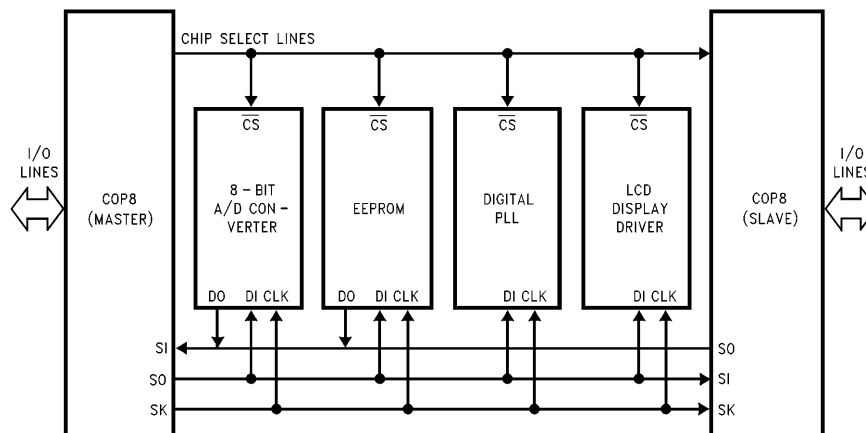 CHIP SELECT LINES
CS
CS
CS
CS
I/O
LINES
COP8
(MASTER)
8-BIT
A/D CON-
VERTER
EEPROM
DIGITAL
PLL
LCD
DISPLAY
DRIVER
COP8
(SLAVE)
I/O
LINES
DO DI CLK
DO DI CLK
DI CLK
DI CLK
SI
SO
SO
SI
SK
SK